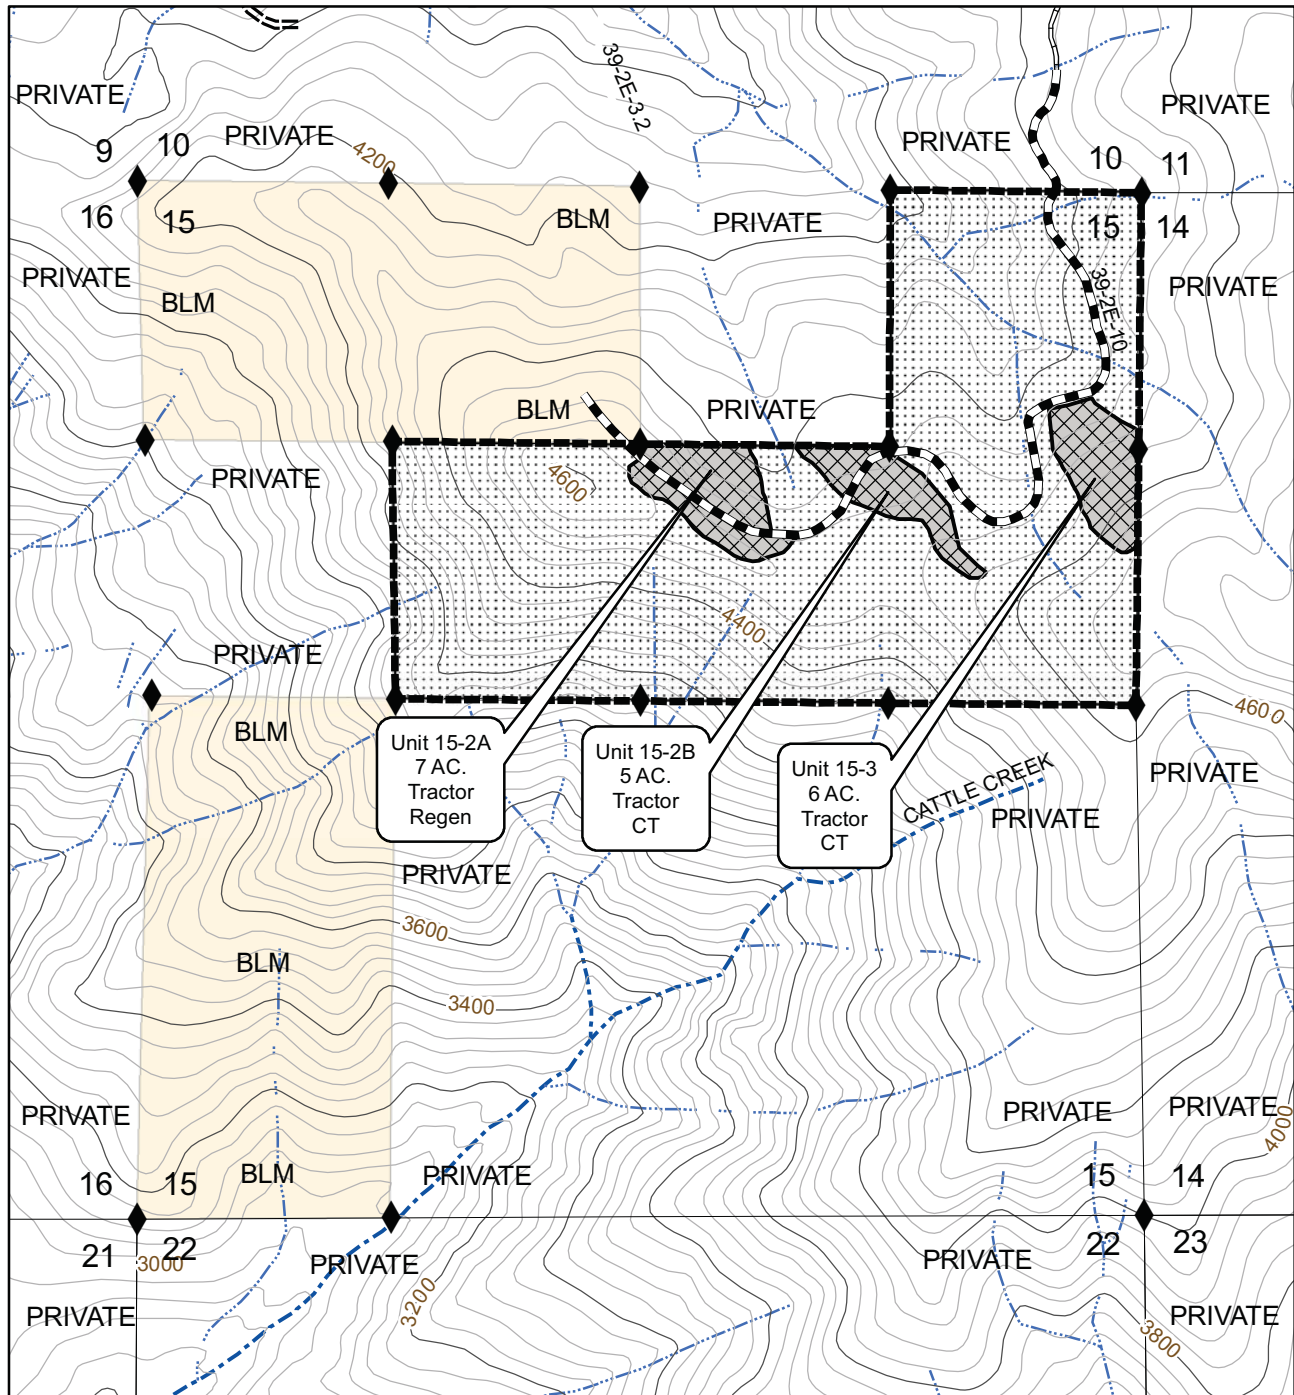 39-2E-3.2
PRIVATE
PRIVATE
PRIVATE
PRIVATE
9
10
4200
10
11
16
15
BLM
PRIVATE
15
14
PRIVATE
BLM
PRIVATE
39-2E-10
BLM
PRIVATE
PRIVATE
4600
4400
PRIVATE
BLM
4600
Unit 15-2A
7 AC.
Tractor
Regen
Unit 15-2B
5 AC.
Tractor
CT
Unit 15-3
6 AC.
Tractor
CT
CATTLE CREEK
PRIVATE
PRIVATE
PRIVATE
3600
BLM
3400
PRIVATE
PRIVATE
PRIVATE
4000
16
15
BLM
PRIVATE
15
14
21
22
3000
PRIVATE
22
23
PRIVATE
PRIVATE
3200
PRIVATE
3800